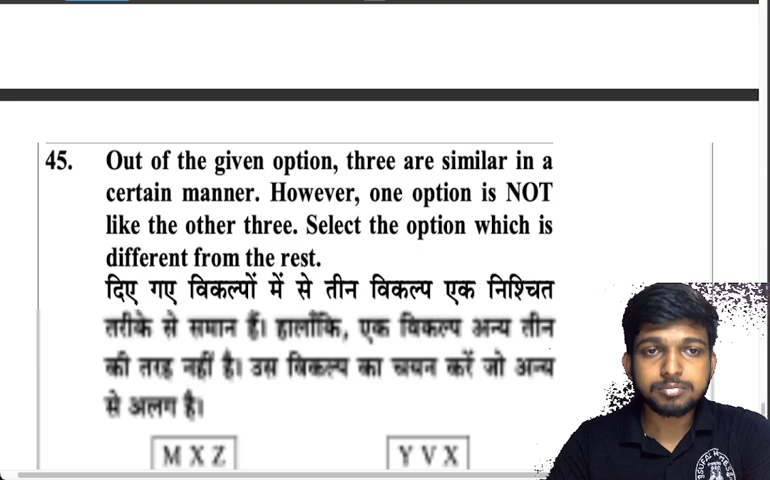 45. Out of the given option, three are similar in a
certain manner. However, one option is NOT
like the other three. Select the option which is
different from the rest.
दिए गए विकल्पों में से तीन विकल्प एक निश्चित
तरीके से समान हैं। हालाँकि, एक विकल्प अन्य तीन
की तरह नहीं है। उस विकल्प का चयन करें जो अन्य
से अलग है।
M X Z Y V X